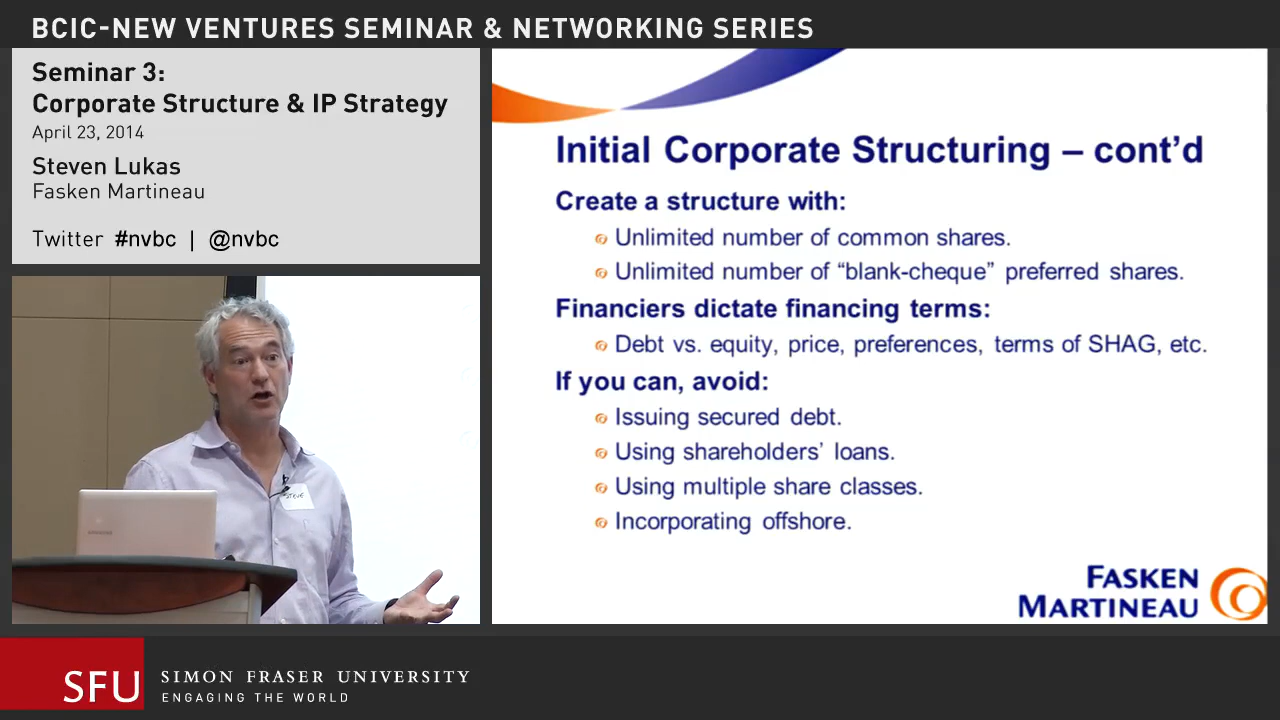 BCIC-NEW VENTURES SEMINAR & NETWORKING SERIES
Seminar 3:
Corporate Structure & IP Strategy
April 23, 2014
Steven Lukas
Fasken Martineau
Twitter #nvbc | @nvbc
STEVE
Initial Corporate Structuring – cont’d
Create a structure with:
Unlimited number of common shares.
Unlimited number of “blank-cheque” preferred shares.
Financiers dictate financing terms:
Debt vs. equity, price, preferences, terms of SHAG, etc.
If you can, avoid:
Issuing secured debt.
Using shareholders’ loans.
Using multiple share classes.
Incorporating offshore.
FASKEN
MARTINEAU
SFU
SIMON FRASER UNIVERSITY
ENGAGING THE WORLD